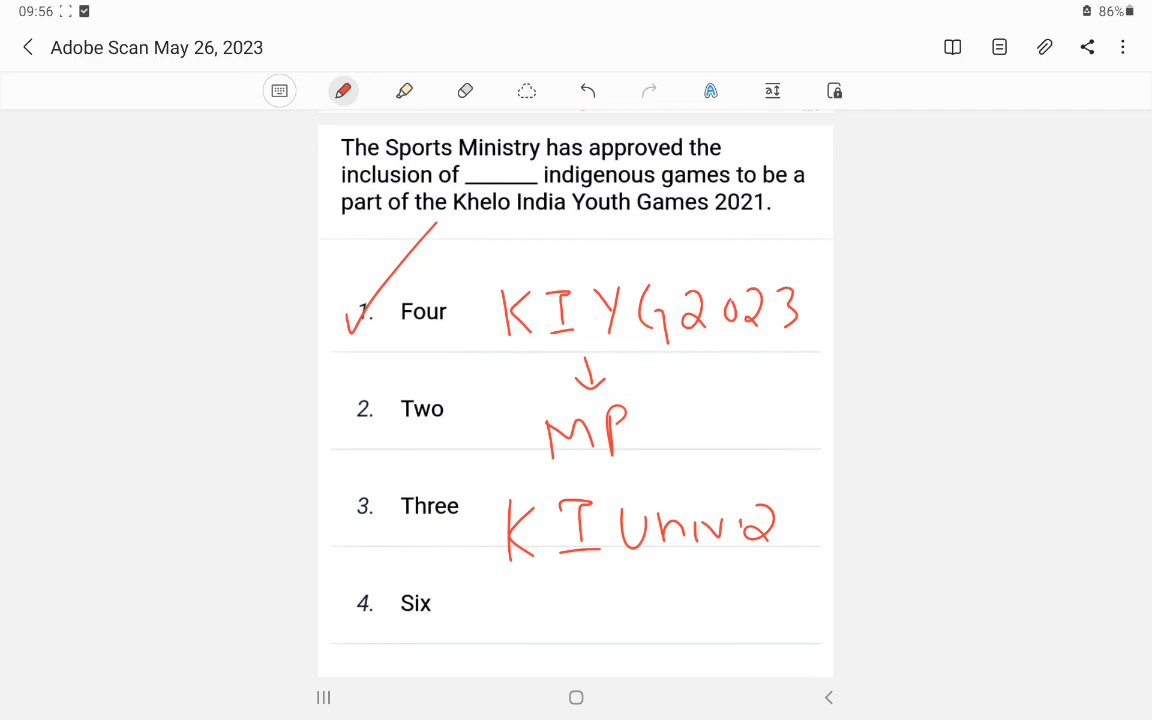 09:56
86%
Adobe Scan May 26, 2023
The Sports Ministry has approved the
inclusion of ______ indigenous games to be a
part of the Khelo India Youth Games 2021.
1. Four
KIYG2023
2. Two
MP
3. Three
KI Univ.2
4. Six